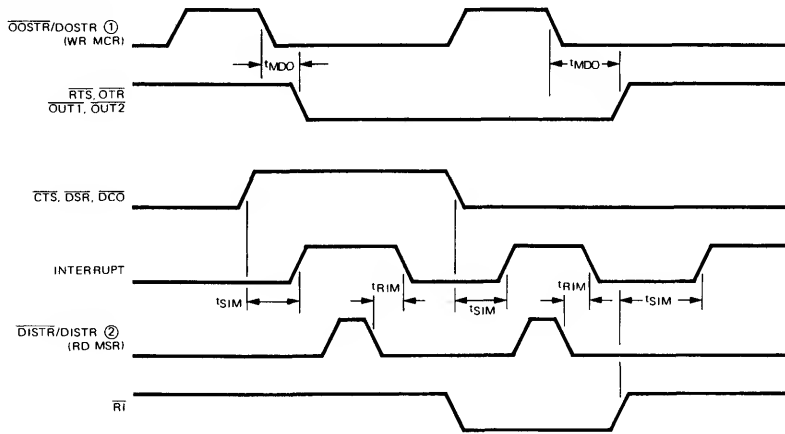 OOSTR/DOSTR ①
(WR MCR)
tMDO
tMDO
RTS, OTR
OUT1, OUT2
CTS, DSR, DCO
INTERRUPT
tSIM
tRIM
tSIM
tRIM
tSIM
DISTR/DISTR ②
(RD MSR)
RI